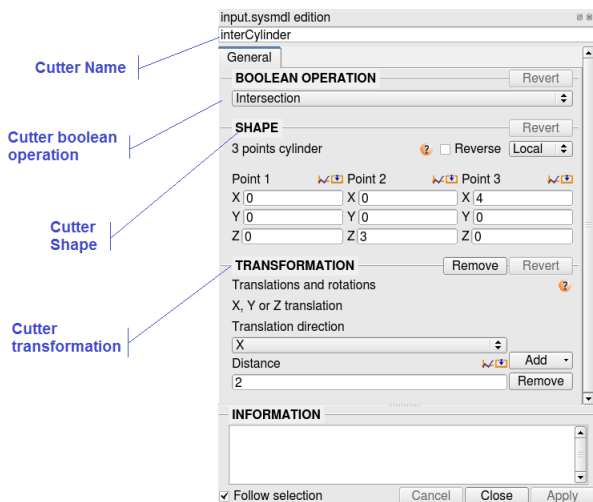 input.sysmdl edition
interCylinder
General
Cutter Name
BOOLEAN OPERATION Revert
Intersection
Cutter boolean
operation
SHAPE Revert
3 points cylinder ? Reverse Local
Point 1 Point 2 Point 3
X 0 X 0 X 4
Y 0 Y 0 Y 0
Z 0 Z 3 Z 0
Cutter
Shape
TRANSFORMATION Remove Revert
Translations and rotations ?
X, Y or Z translation
Translation direction
Cutter
transformation
X
Distance Add
2 Remove
INFORMATION
Follow selection Cancel Close Apply